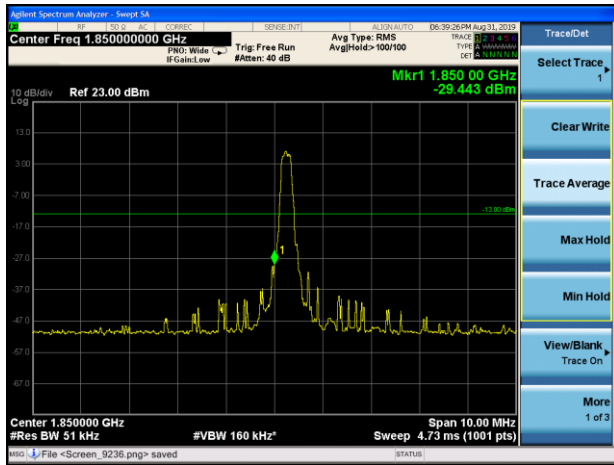 Agilent Spectrum Analyzer - Swept SA
RF 50 Ω AC CORREC SENSE:INT ALIGN AUTO 06:39:26PM Aug 31, 2019
Center Freq 1.850000000 GHz
PNO: Wide
IFGain:Low
Trig: Free Run
#Atten: 40 dB
Avg Type: RMS
Avg|Hold:>100/100
TRACE 1 2 3 4 5 6
TYPE A WWWWW
DET A N N N N N
Mkr1 1.850 00 GHz
-29.443 dBm
10 dB/div Ref 23.00 dBm
Log
13.0
3.00
-7.00
-13.00 dBm
-17.0
1
-27.0
-37.0
-47.0
-57.0
-67.0
Center 1.850000 GHz Span 10.00 MHz
#Res BW 51 kHz #VBW 160 kHz* Sweep 4.73 ms (1001 pts)
MSG File <Screen_9236.png> saved STATUS
Trace/Det
Select Trace
1
Clear Write
Trace Average
Max Hold
Min Hold
View/Blank
Trace On
More
1 of 3